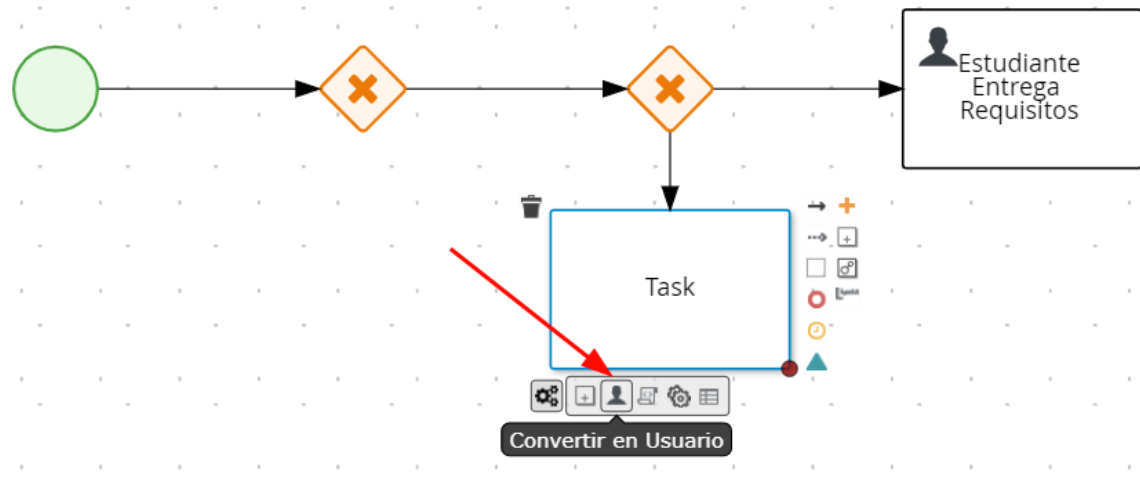 Estudiante
Entrega
Requisitos
Task
Convertir en Usuario